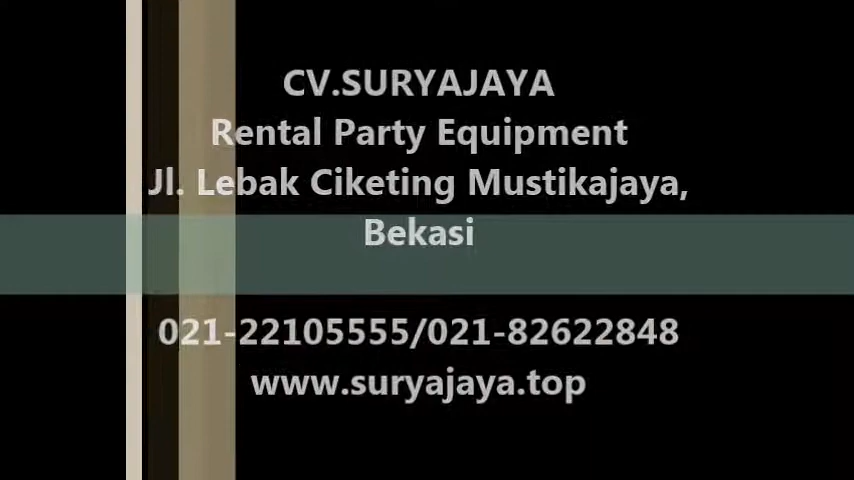 CV.SURYAJAYA
Rental Party Equipment
Jl. Lebak Ciketing Mustikajaya,
Bekasi
021-22105555/021-82622848
www.suryajaya.top